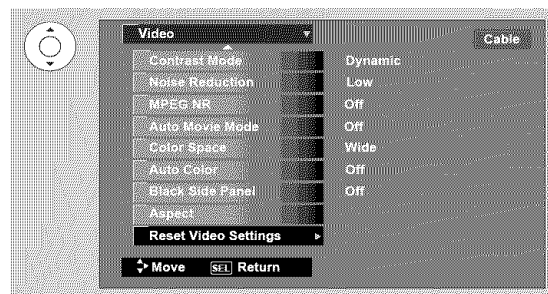 Video
Cable
Contrast Mode Dynamic
Noise Reduction Low
MPEG NR Off
Auto Movie Mode Off
Color Space Wide
Auto Color Off
Black Side Panel Off
Aspect
Reset Video Settings
Move SEL Return